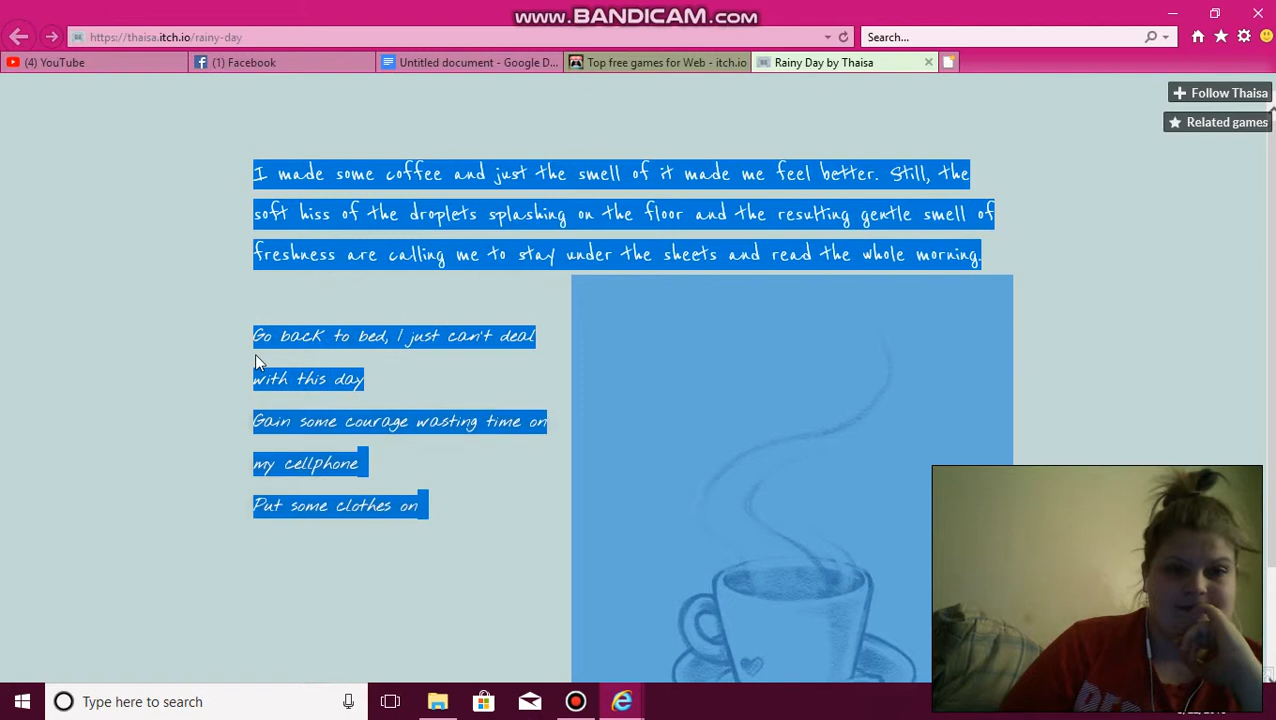 www.BANDICAM.com
https://thaisa.itch.io/rainy-day
Search...
(4) YouTube
(1) Facebook
Untitled document - Google D...
Top free games for Web - itch.io
Rainy Day by Thaisa
Follow Thaisa
Related games
I made some coffee and just the smell of it made me feel better. Still, the
soft hiss of the droplets splashing on the floor and the resulting gentle smell of
freshness are calling me to stay under the sheets and read the whole morning.
Go back to bed, I just can't deal
with this day
Gain some courage wasting time on
my cellphone
Put some clothes on
Type here to search